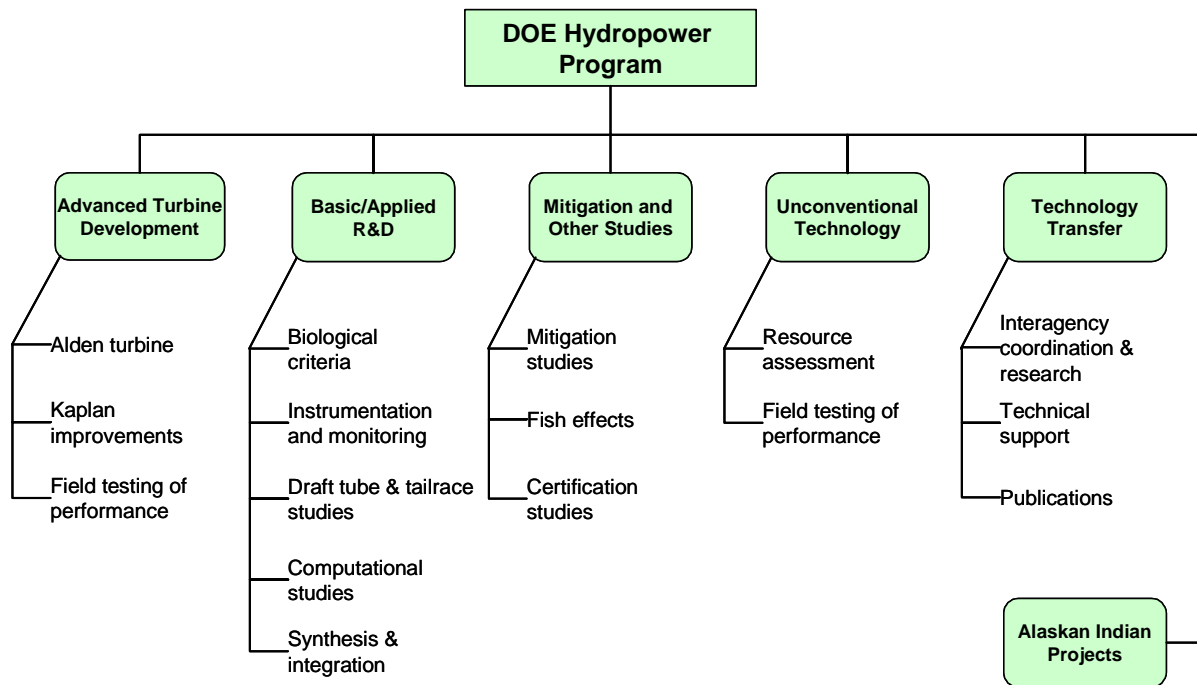 DOE Hydropower
Program
Advanced Turbine
Development
Basic/Applied
R&D
Mitigation and
Other Studies
Unconventional
Technology
Technology
Transfer
Alden turbine
Kaplan
improvements
Field testing of
performance
Biological
criteria
Instrumentation
and monitoring
Draft tube & tailrace
studies
Computational
studies
Synthesis &
integration
Mitigation
studies
Fish effects
Certification
studies
Resource
assessment
Field testing of
performance
Interagency
coordination &
research
Technical
support
Publications
Alaskan Indian
Projects